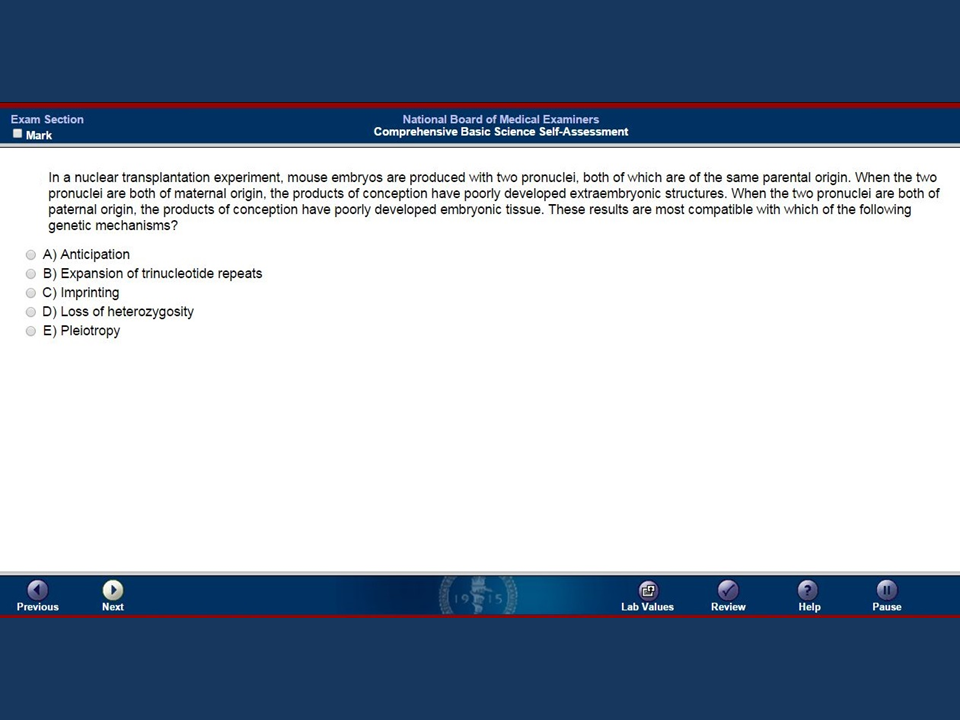 Exam Section
Mark
National Board of Medical Examiners
Comprehensive Basic Science Self-Assessment
In a nuclear transplantation experiment, mouse embryos are produced with two pronuclei, both of which are of the same parental origin. When the two
pronuclei are both of maternal origin, the products of conception have poorly developed extraembryonic structures. When the two pronuclei are both of
paternal origin, the products of conception have poorly developed embryonic tissue. These results are most compatible with which of the following
genetic mechanisms?
A) Anticipation
B) Expansion of trinucleotide repeats
C) Imprinting
D) Loss of heterozygosity
E) Pleiotropy
1915
Previous
Next
Lab Values
Review
Help
Pause